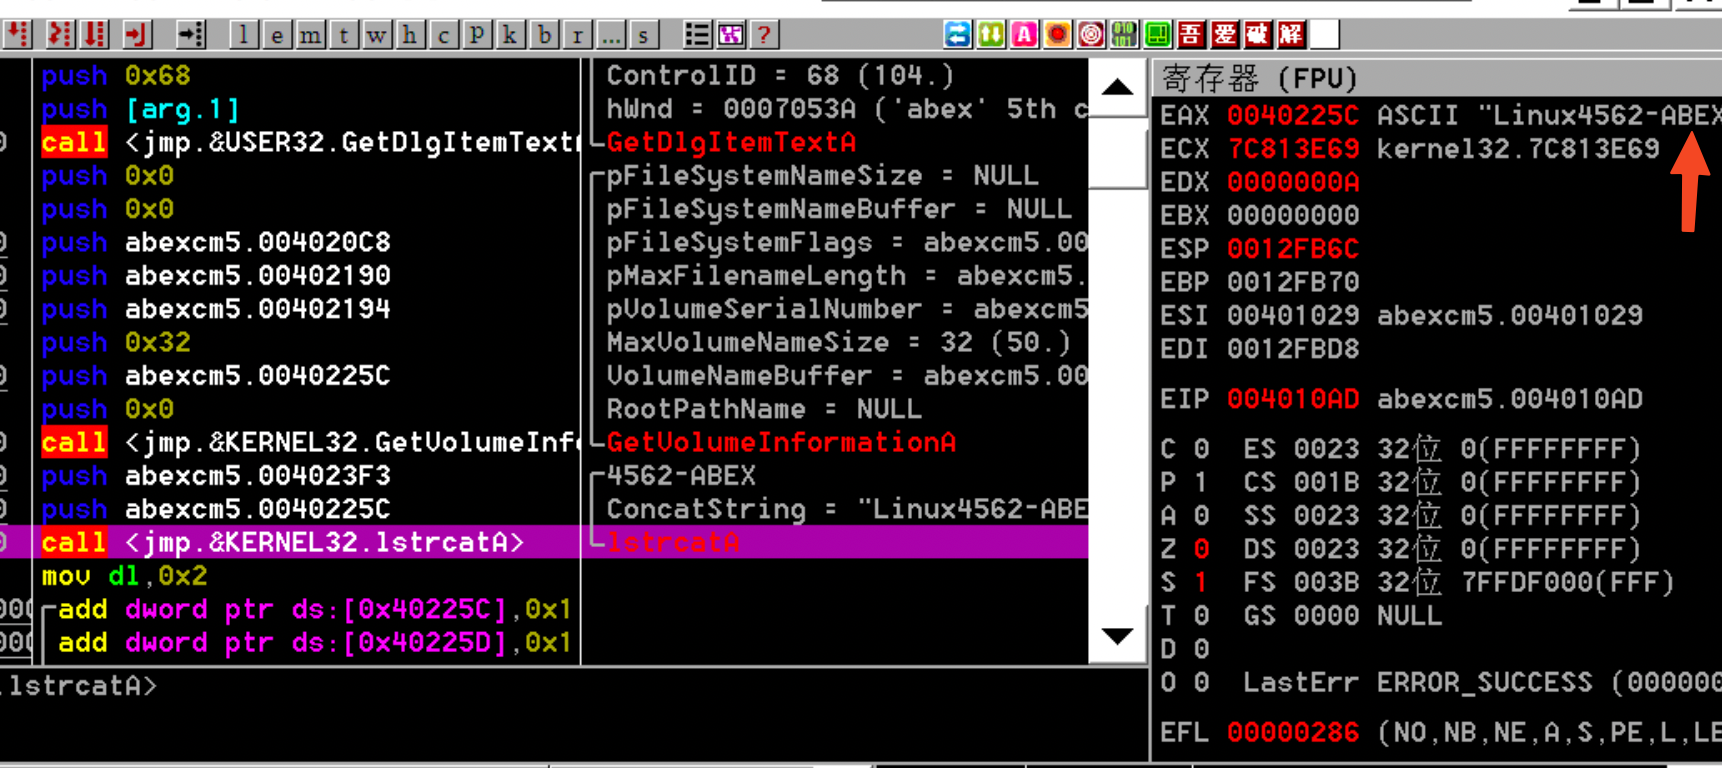 l e m t w h c P k b r ... s ? A 010 101 吾 爱 破 解
push 0x68
ControlID = 68 (104.)
push [arg.1]
hWnd = 0007053A ('abex' 5th c
call <jmp.&USER32.GetDlgItemText
GetDlgItemTextA
push 0x0
pFileSystemNameSize = NULL
push 0x0
pFileSystemNameBuffer = NULL
push abexcm5.004020C8
pFileSystemFlags = abexcm5.00
push abexcm5.00402190
pMaxFilenameLength = abexcm5.
push abexcm5.00402194
pVolumeSerialNumber = abexcm5
push 0x32
MaxVolumeNameSize = 32 (50.)
push abexcm5.0040225C
VolumeNameBuffer = abexcm5.00
push 0x0
RootPathName = NULL
call <jmp.&KERNEL32.GetVolumeInf
GetVolumeInformationA
push abexcm5.004023F3
4562-ABEX
push abexcm5.0040225C
ConcatString = "Linux4562-ABE
call <jmp.&KERNEL32.lstrcatA>
lstrcatA
mov dl,0x2
add dword ptr ds:[0x40225C],0x1
add dword ptr ds:[0x40225D],0x1
.lstrcatA>
寄存器 (FPU)
EAX 0040225C ASCII "Linux4562-ABEX
ECX 7C813E69 kernel32.7C813E69
EDX 0000000A
EBX 00000000
ESP 0012FB6C
EBP 0012FB70
ESI 00401029 abexcm5.00401029
EDI 0012FBD8
EIP 004010AD abexcm5.004010AD
C 0 ES 0023 32位 0(FFFFFFFF)
P 1 CS 001B 32位 0(FFFFFFFF)
A 0 SS 0023 32位 0(FFFFFFFF)
Z 0 DS 0023 32位 0(FFFFFFFF)
S 1 FS 003B 32位 7FFDF000(FFF)
T 0 GS 0000 NULL
D 0
O 0 LastErr ERROR_SUCCESS (000000
EFL 00000286 (NO,NB,NE,A,S,PE,L,LE